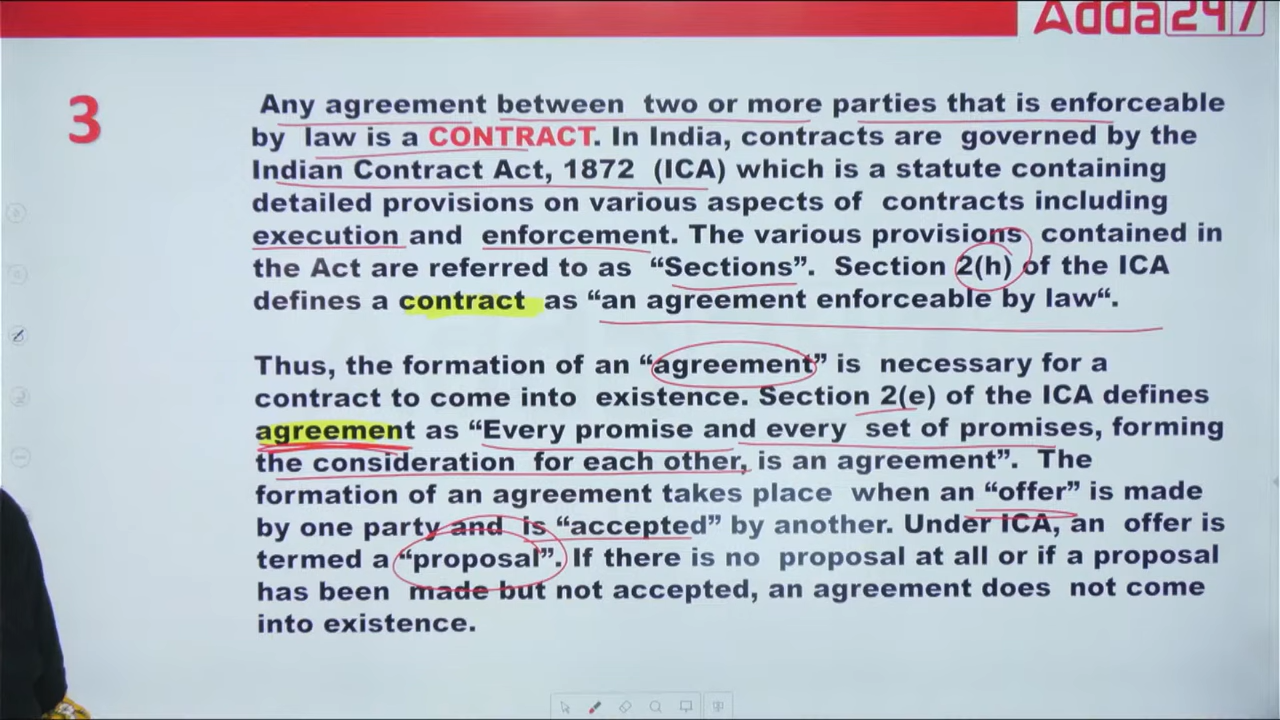 Adda247
3
Any agreement between two or more parties that is enforceable
by law is a CONTRACT. In India, contracts are governed by the
Indian Contract Act, 1872 (ICA) which is a statute containing
detailed provisions on various aspects of contracts including
execution and enforcement. The various provisions contained in
the Act are referred to as “Sections”. Section 2(h) of the ICA
defines a contract as “an agreement enforceable by law“.
Thus, the formation of an “agreement” is necessary for a
contract to come into existence. Section 2(e) of the ICA defines
agreement as “Every promise and every set of promises, forming
the consideration for each other, is an agreement”. The
formation of an agreement takes place when an “offer” is made
by one party and is “accepted” by another. Under ICA, an offer is
termed a “proposal”. If there is no proposal at all or if a proposal
has been made but not accepted, an agreement does not come
into existence.